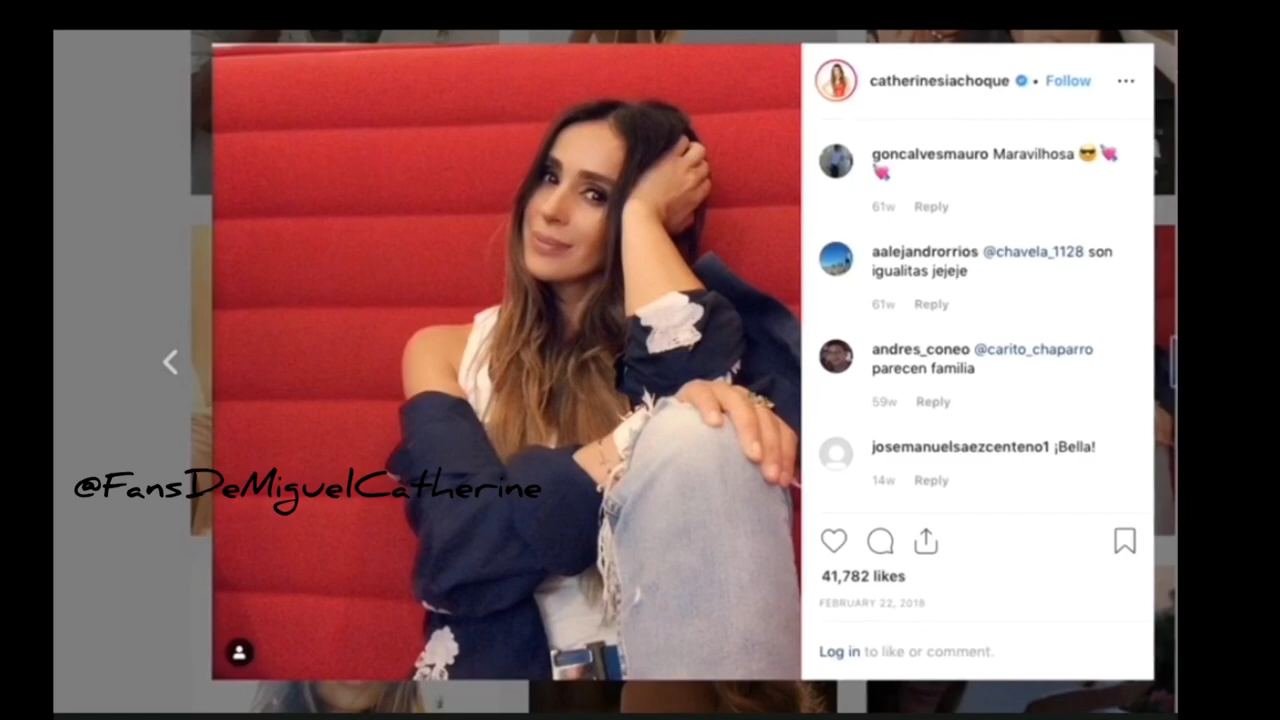 catherinesiachoque • Follow
goncalvesmauro Maravilhosa 😎💘
💘
61w Reply
aalejandrorrios @chavela_1128 son
igualitas jejeje
61w Reply
andres_coneo @carito_chaparro
parecen familia
59w Reply
josemanuelsaezcenteno1 ¡Bella!
14w Reply
@FansDeMiguelCatherine
41,782 likes
FEBRUARY 22, 2018
Log in to like or comment.